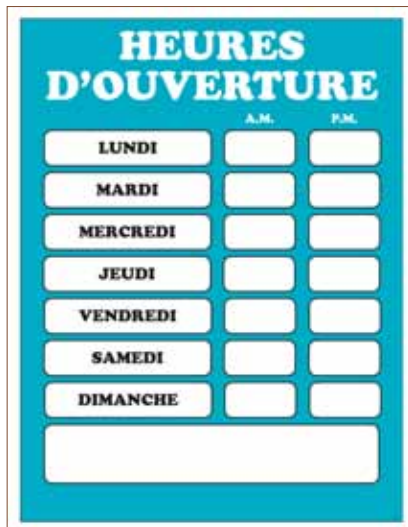 HEURES
D'OUVERTURE
A.M. P.M.
LUNDI
MARDI
MERCREDI
JEUDI
VENDREDI
SAMEDI
DIMANCHE